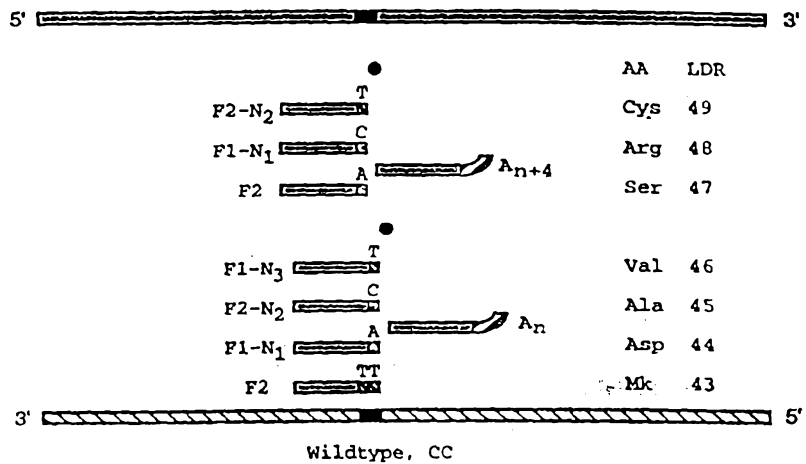 5' 3'
AA LDR
T
F2-N2 Cys 49
C
F1-N1 Arg 48
An+4
A
F2 Ser 47
T
F1-N3 Val 46
C
F2-N2 Ala 45
An
A
F1-N1 Asp 44
TT
F2 Mk 43
3' 5'
Wildtype, CC